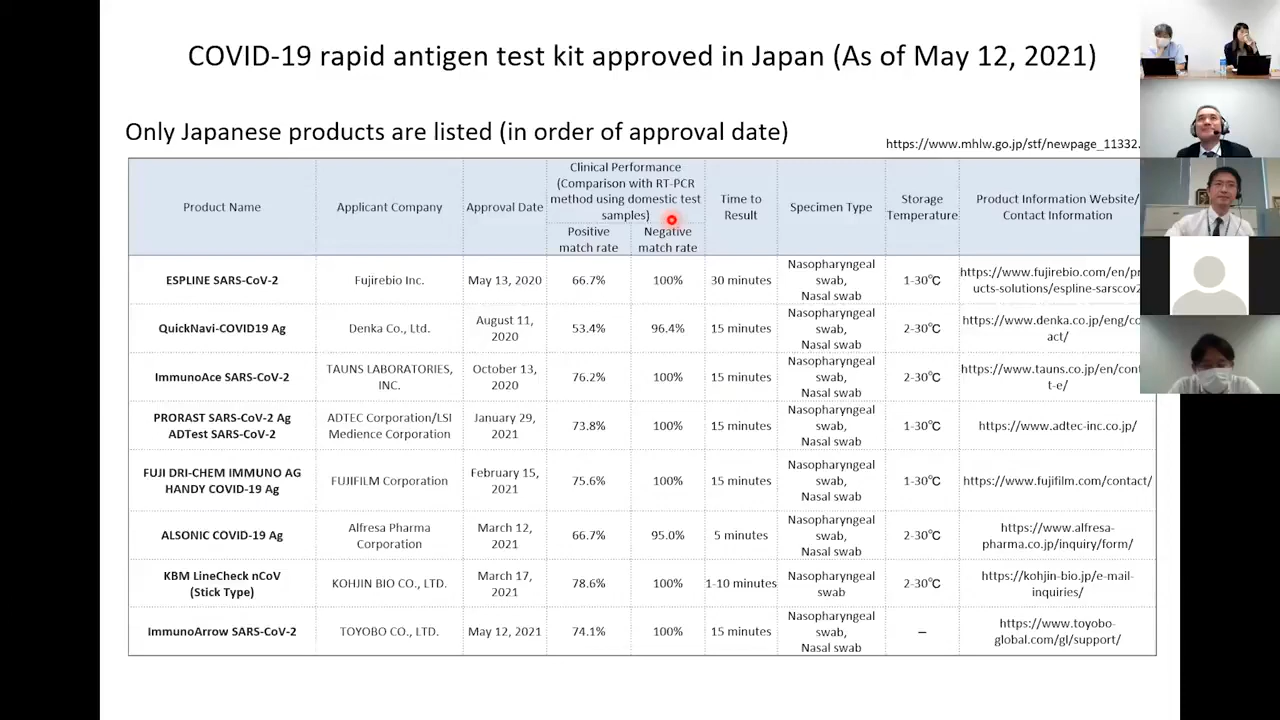 COVID-19 rapid antigen test kit approved in Japan (As of May 12, 2021)
Only Japanese products are listed (in order of approval date)
https://www.mhlw.go.jp/stf/newpage_11332.
Product Name
Applicant Company
Approval Date
Clinical Performance
(Comparison with RT-PCR
method using domestic test
samples)
Positive
match rate
Negative
match rate
Time to
Result
Specimen Type
Storage
Temperature
Product Information Website/
Contact Information
ESPLINE SARS-CoV-2
Fujirebio Inc.
May 13, 2020
66.7%
100%
30 minutes
Nasopharyngeal
swab,
Nasal swab
1-30℃
https://www.fujirebio.com/en/pr
ucts-solutions/espline-sarscov2
QuickNavi-COVID19 Ag
Denka Co., Ltd.
August 11,
2020
53.4%
96.4%
15 minutes
Nasopharyngeal
swab,
Nasal swab
2-30℃
https://www.denka.co.jp/eng/co
act/
ImmunoAce SARS-CoV-2
TAUNS LABORATORIES,
INC.
October 13,
2020
76.2%
100%
15 minutes
Nasopharyngeal
swab,
Nasal swab
2-30℃
https://www.tauns.co.jp/en/cont
t-e/
PRORAST SARS-CoV-2 Ag
ADTest SARS-CoV-2
ADTEC Corporation/LSI
Medience Corporation
January 29,
2021
73.8%
100%
15 minutes
Nasopharyngeal
swab,
Nasal swab
1-30℃
https://www.adtec-inc.co.jp/
FUJI DRI-CHEM IMMUNO AG
HANDY COVID-19 Ag
FUJIFILM Corporation
February 15,
2021
75.6%
100%
15 minutes
Nasopharyngeal
swab,
Nasal swab
1-30℃
https://www.fujifilm.com/contact/
ALSONIC COVID-19 Ag
Alfresa Pharma
Corporation
March 12,
2021
66.7%
95.0%
5 minutes
Nasopharyngeal
swab,
Nasal swab
2-30℃
https://www.alfresa-
pharma.co.jp/inquiry/form/
KBM LineCheck nCoV
(Stick Type)
KOHJIN BIO CO., LTD.
March 17,
2021
78.6%
100%
1-10 minutes
Nasopharyngeal
swab
2-30℃
https://kohjin-bio.jp/e-mail-
inquiries/
ImmunoArrow SARS-CoV-2
TOYOBO CO., LTD.
May 12, 2021
74.1%
100%
15 minutes
Nasopharyngeal
swab,
Nasal swab
–
https://www.toyobo-
global.com/gl/support/